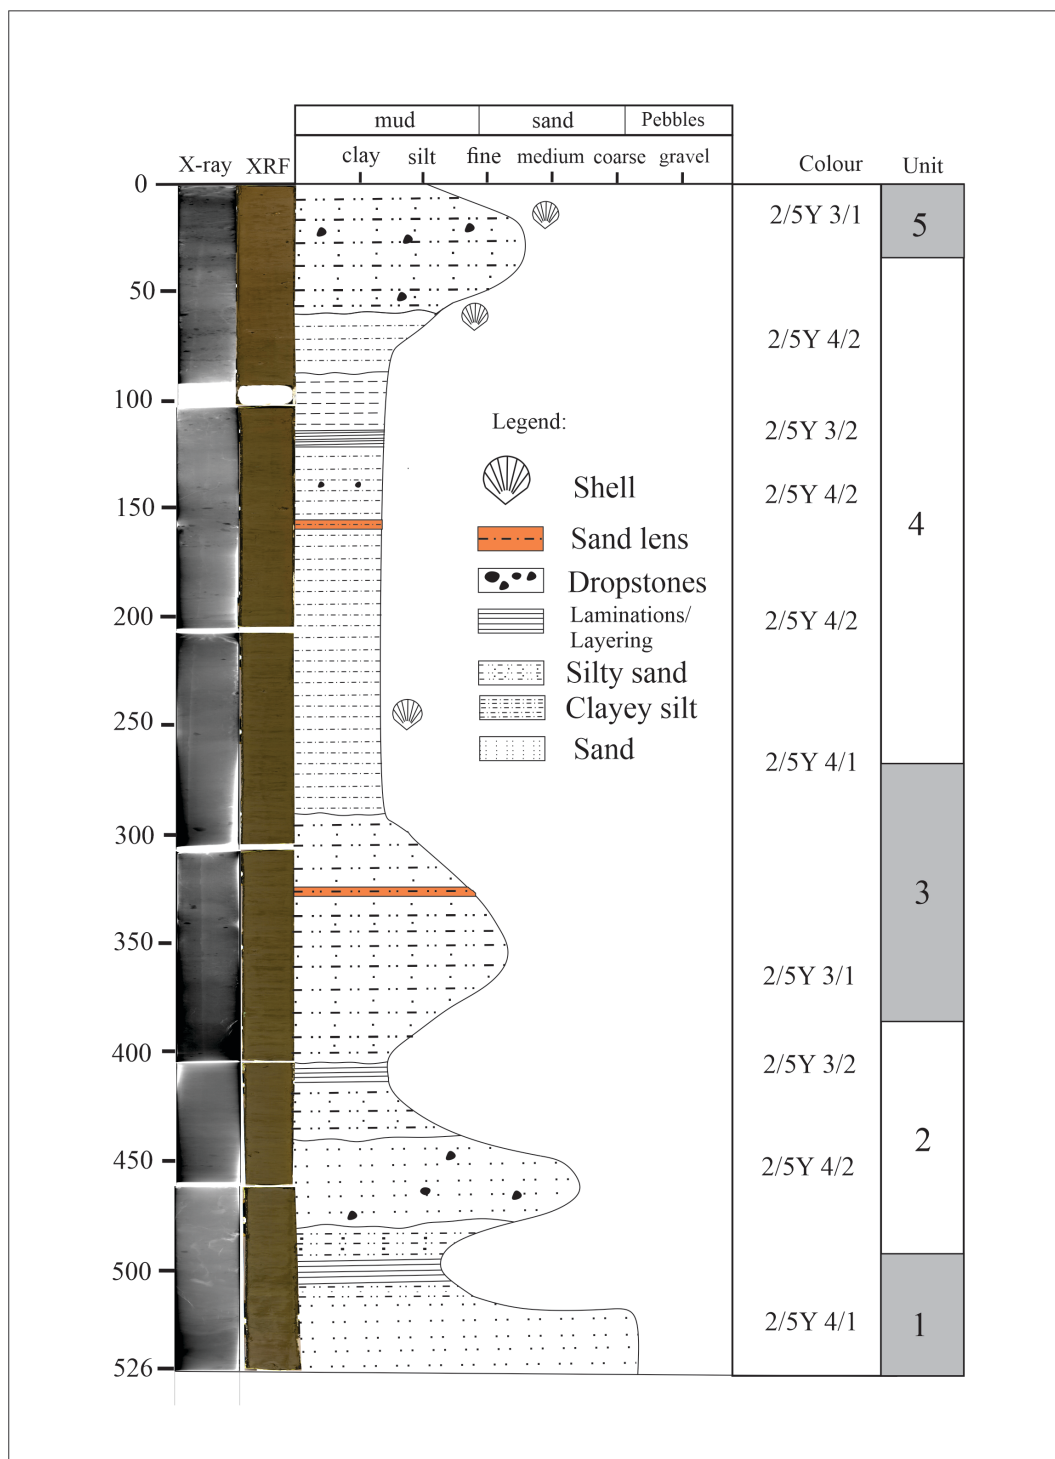 mud sand Pebbles
X-ray XRF clay silt fine medium coarse gravel Colour Unit
0
2/5Y 3/1
5
50
2/5Y 4/2
100
2/5Y 3/2
Legend:
Shell
2/5Y 4/2
150
4
Sand lens
Dropstones
200
Laminations/
Layering
2/5Y 4/2
Silty sand
Clayey silt
250
Sand
2/5Y 4/1
300
3
350
2/5Y 3/1
400
2/5Y 3/2
2
450
2/5Y 4/2
500
2/5Y 4/1
1
526